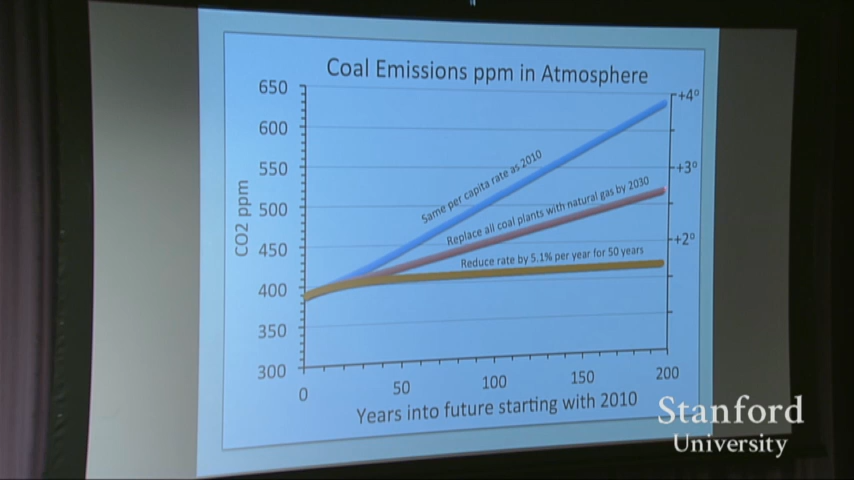 Coal Emissions ppm in Atmosphere
650
600
550
500
450
400
350
300
CO2 ppm
+4°
+3°
+2°
Same per capita rate as 2010
Replace all coal plants with natural gas by 2030
Reduce rate by 5.1% per year for 50 years
0
50
100
150
200
Years into future starting with 2010
Stanford
University